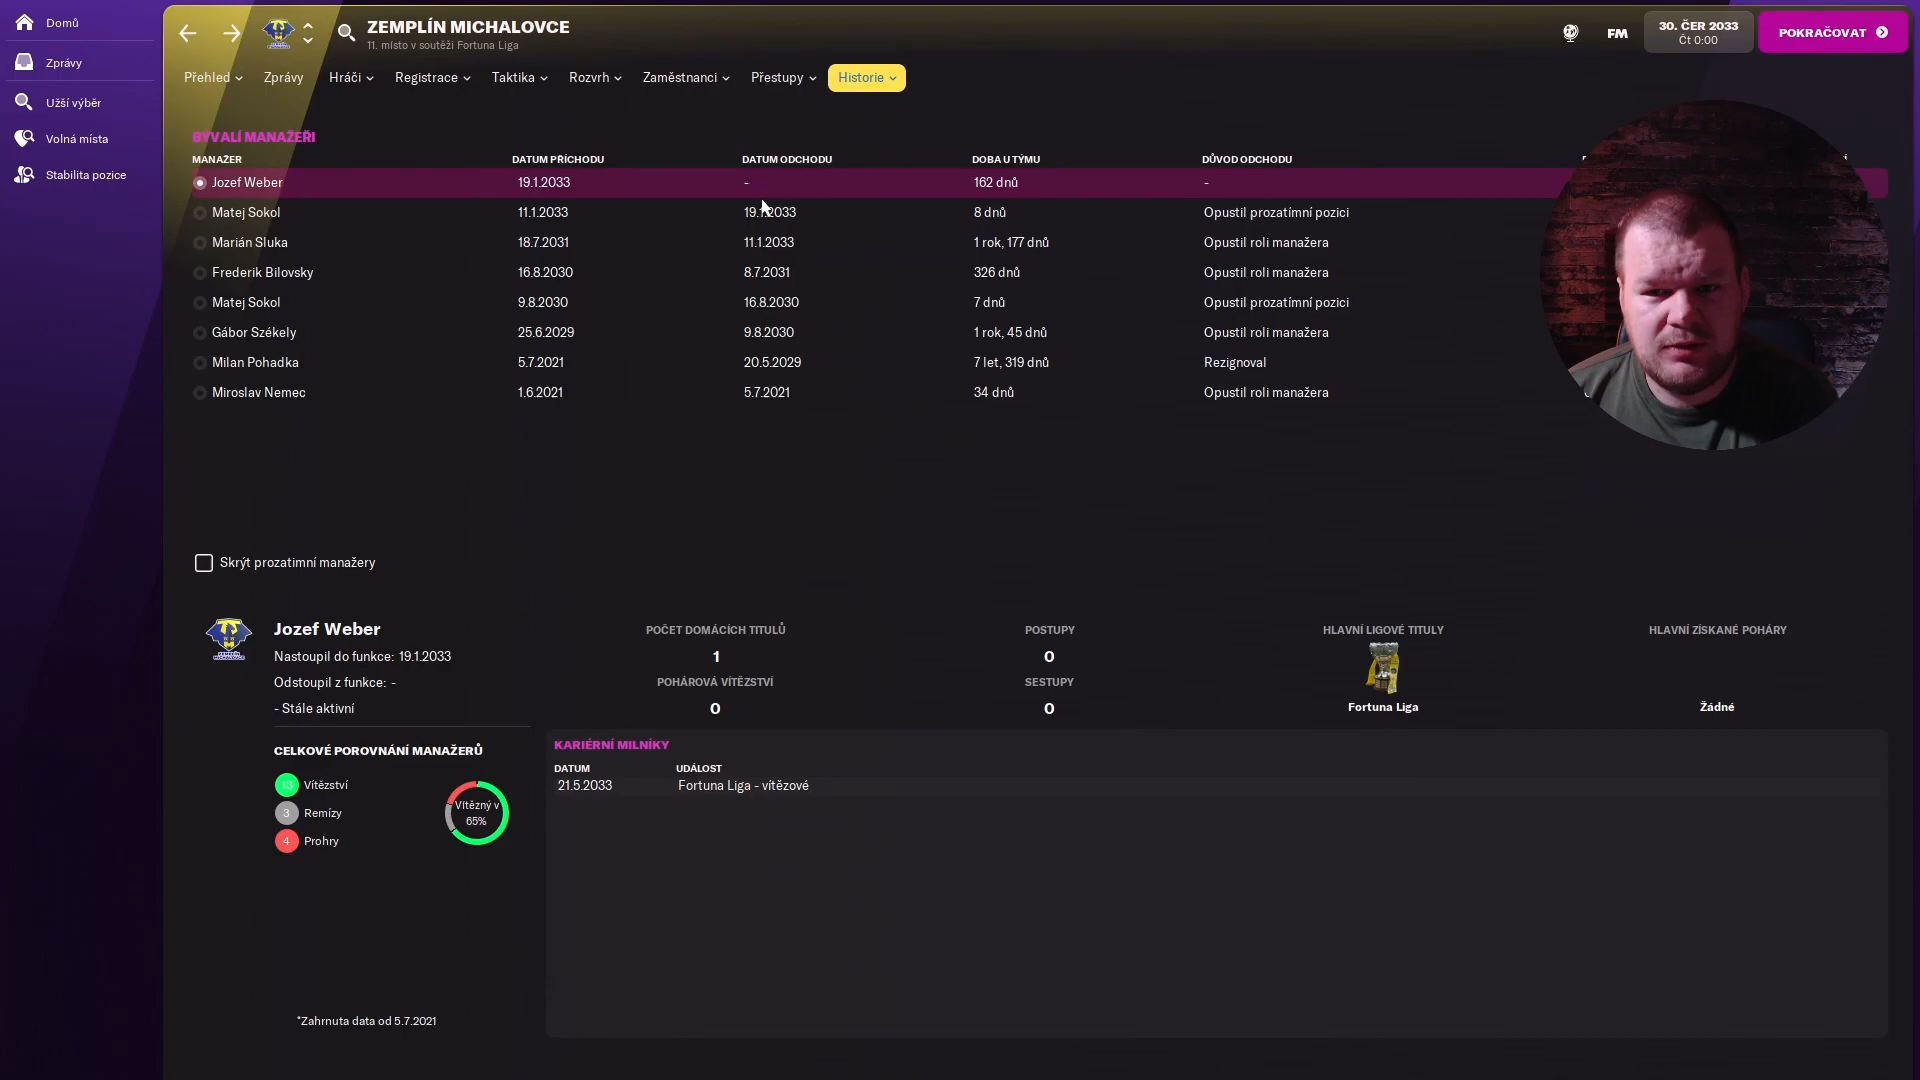 Domů
Zprávy
Užší výběr
Volná místa
Stabilita pozice
ZEMPLÍN MICHALOVCE
11. místo v soutěži Fortuna Liga
FM
30. ČER 2033
Čt 0:00
POKRAČOVAT
Přehled
Zprávy
Hráči
Registrace
Taktika
Rozvrh
Zaměstnanci
Přestupy
Historie
BÝVALÍ MANAŽEŘI
MANAŽER DATUM PŘÍCHODU DATUM ODCHODU DOBA U TÝMU DŮVOD ODCHODU
Jozef Weber 19.1.2033 - 162 dnů -
Matej Sokol 11.1.2033 19.1.2033 8 dnů Opustil prozatímní pozici
Marián Sluka 18.7.2031 11.1.2033 1 rok, 177 dnů Opustil roli manažera
Frederik Bilovsky 16.8.2030 8.7.2031 326 dnů Opustil roli manažera
Matej Sokol 9.8.2030 16.8.2030 7 dnů Opustil prozatímní pozici
Gábor Székely 25.6.2029 9.8.2030 1 rok, 45 dnů Opustil roli manažera
Milan Pohadka 5.7.2021 20.5.2029 7 let, 319 dnů Rezignoval
Miroslav Nemec 1.6.2021 5.7.2021 34 dnů Opustil roli manažera
Skrýt prozatimní manažery
Jozef Weber
Nastoupil do funkce: 19.1.2033
Odstoupil z funkce: -
- Stále aktivní
POČET DOMÁCÍCH TITULŮ
1
POHÁROVÁ VÍTĚZSTVÍ
0
POSTUPY
0
SESTUPY
0
HLAVNÍ LIGOVÉ TITULY
Fortuna Liga
HLAVNÍ ZÍSKANÉ POHÁRY
Žádné
CELKOVÉ POROVNÁNÍ MANAŽERŮ
13 Vítězství
3 Remízy
4 Prohry
Vítězný v
65%
*Zahrnuta data od 5.7.2021
KARIÉRNÍ MILNÍKY
DATUM UDÁLOST
21.5.2033 Fortuna Liga - vítězové